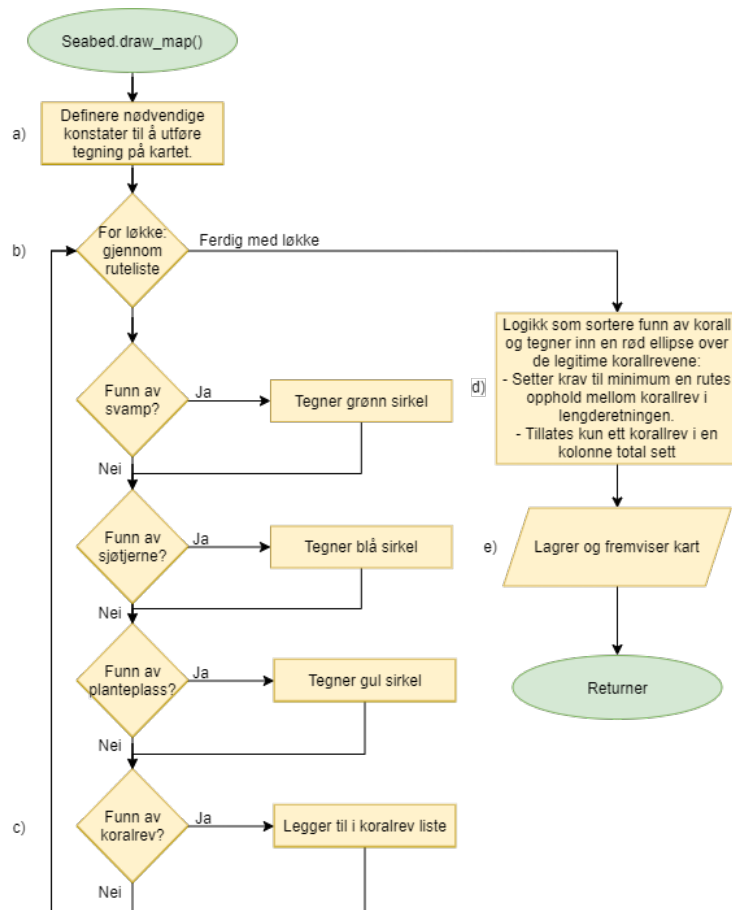 Seabed.draw_map()
a)
Definere nødvendige
konstater til å utføre
tegning på kartet.
b)
For løkke:
gjennom
ruteliste
Ferdig med løkke
Funn av
svamp?
Ja
Tegner grønn sirkel
Nei
Funn av
sjøtjerne?
Ja
Tegner blå sirkel
Nei
Funn av
planteplass?
Ja
Tegner gul sirkel
Nei
c)
Funn av
koralrev?
Ja
Legger til i koralrev liste
Nei
d)
Logikk som sortere funn av korall
og tegner inn en rød ellipse over
de legitime korallrevene:
- Setter krav til minimum en rutes
opphold mellom korallrev i
lengderetningen.
- Tillates kun ett korallrev i en
kolonne total sett
e)
Lagrer og fremviser kart
Returner